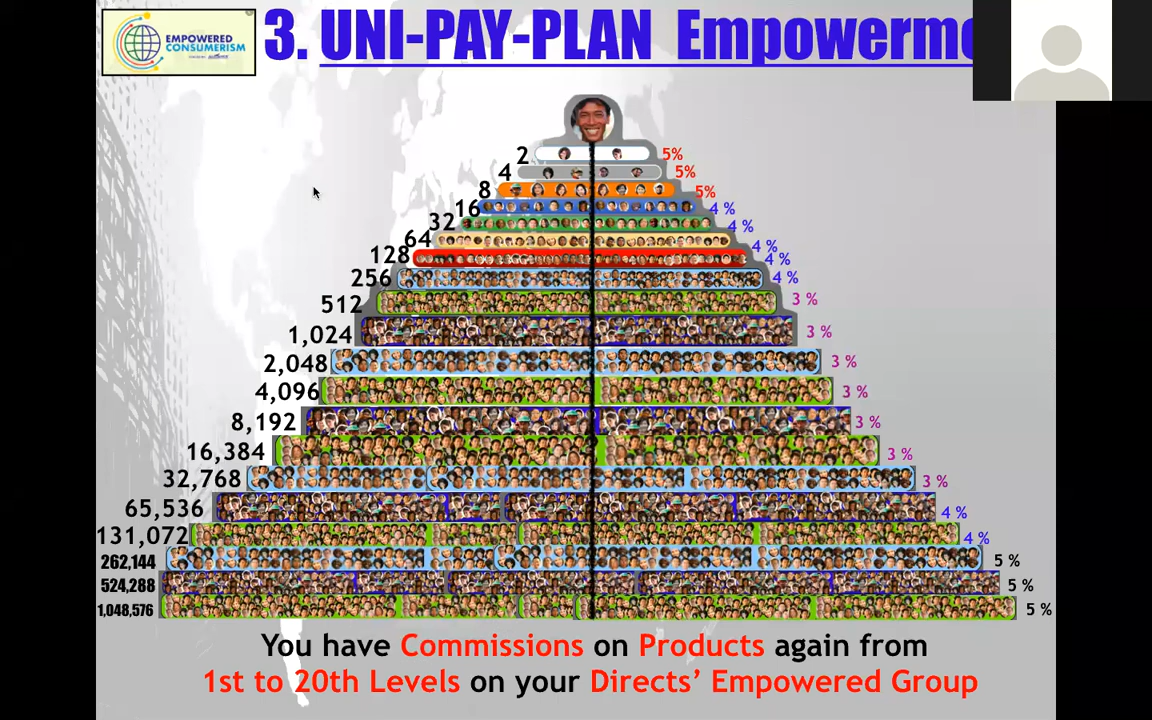 EMPOWERED
CONSUMERISM
3. UNI-PAY-PLAN Empowerme
2 5%
4 5%
8 5%
16 4 %
32 4 %
64 4 %
128 4 %
256 4 %
512 3 %
1,024 3 %
2,048 3 %
4,096 3 %
8,192 3 %
16,384 3 %
32,768 3 %
65,536 4 %
131,072 4 %
262,144 5 %
524,288 5 %
1,048,576 5 %
You have Commissions on Products again from
1st to 20th Levels on your Directs’ Empowered Group